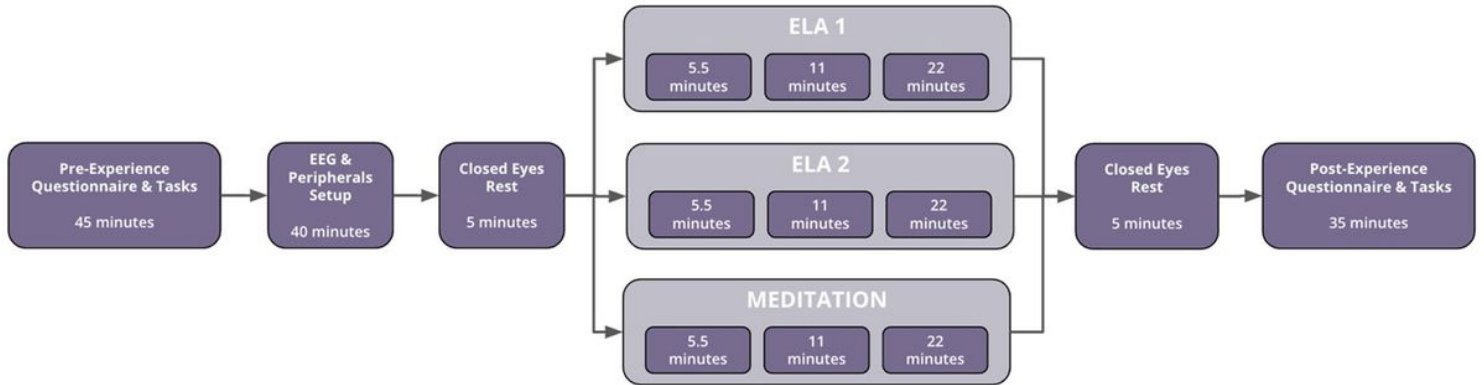 Pre-Experience
Questionnaire & Tasks
45 minutes
EEG &
Peripherals
Setup
40 minutes
Closed Eyes
Rest
5 minutes
ELA 1
5.5
minutes
11
minutes
22
minutes
ELA 2
5.5
minutes
11
minutes
22
minutes
MEDITATION
5.5
minutes
11
minutes
22
minutes
Closed Eyes
Rest
5 minutes
Post-Experience
Questionnaire & Tasks
35 minutes